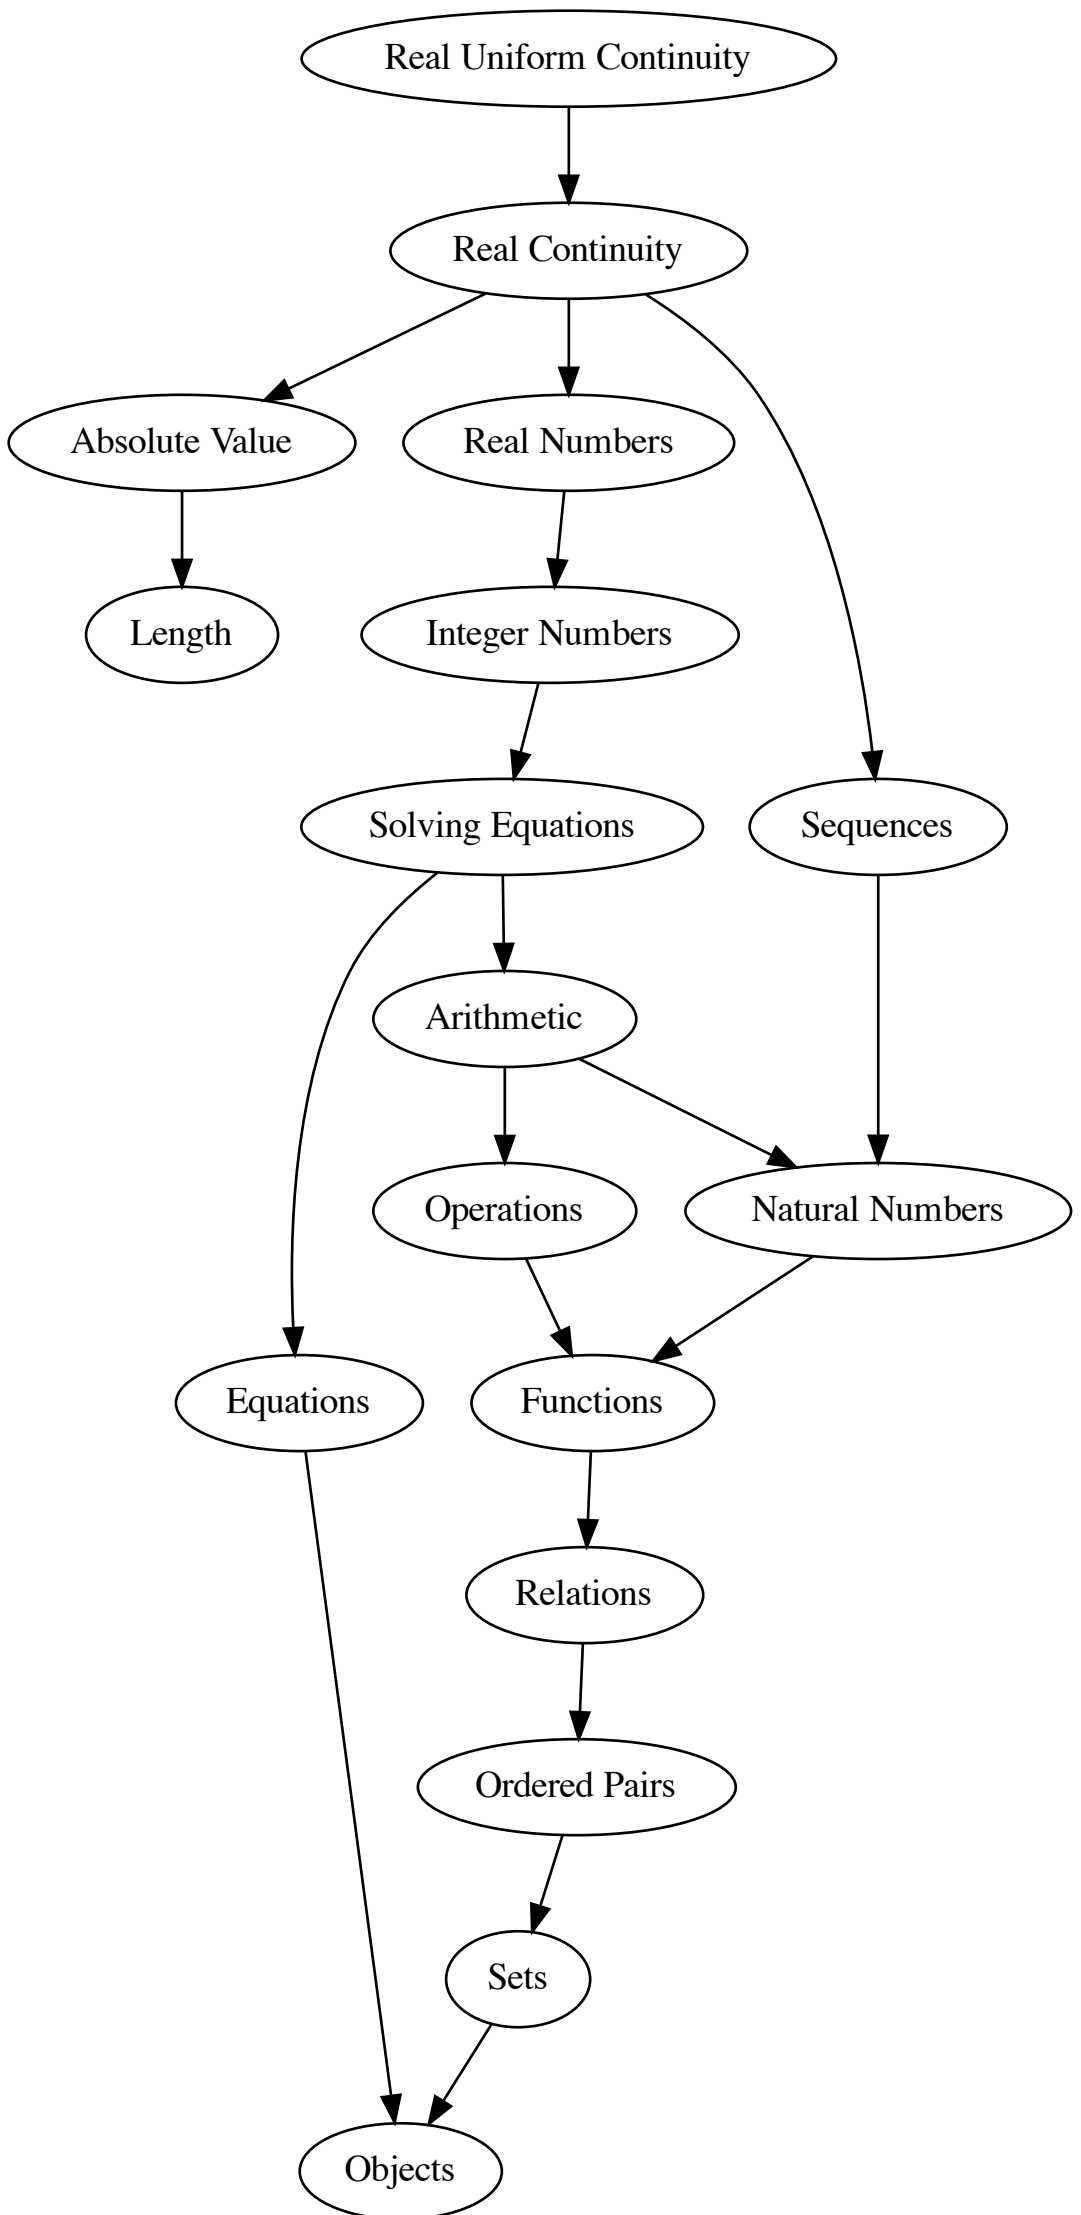 Real Uniform Continuity
Real Continuity
Absolute Value
Real Numbers
Length
Integer Numbers
Solving Equations
Sequences
Arithmetic
Operations
Natural Numbers
Equations
Functions
Relations
Ordered Pairs
Sets
Objects